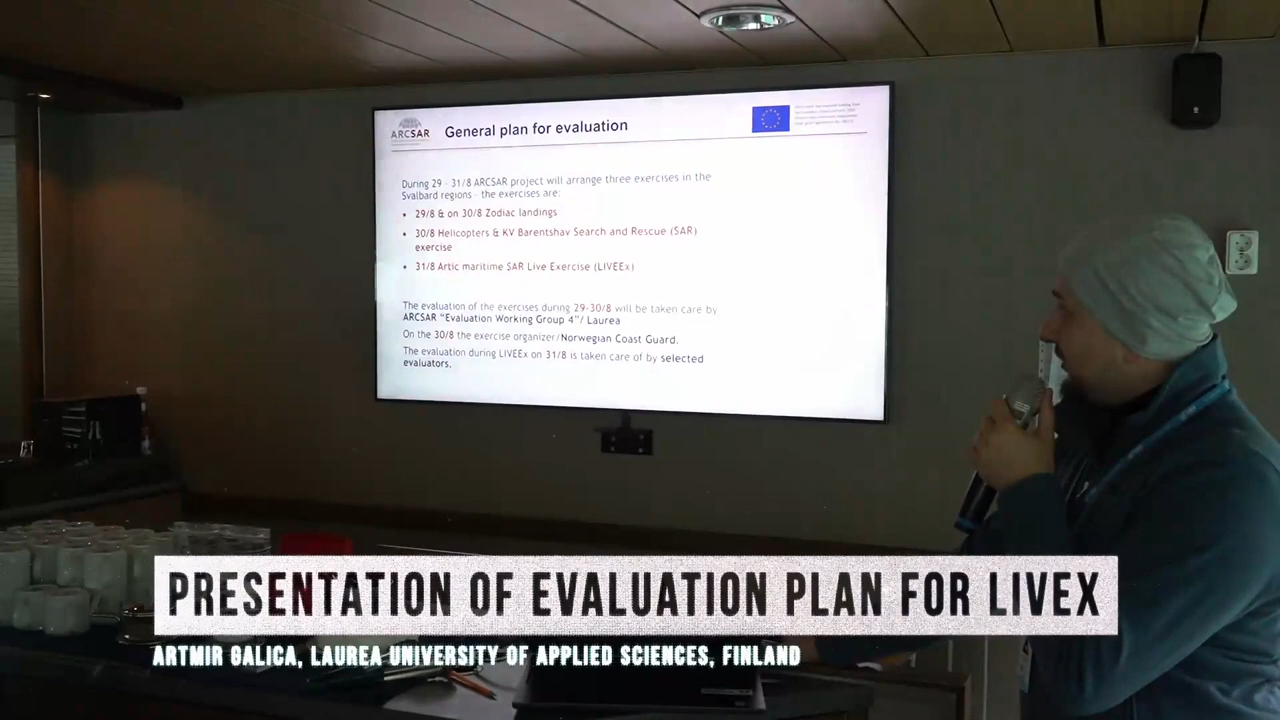 ARCSAR
General plan for evaluation
During 29 - 31/8 ARCSAR project will arrange three exercises in the
Svalbard regions - the exercises are:
• 29/8 & on 30/8 Zodiac landings
• 30/8 Helicopters & KV Barentshav Search and Rescue (SAR)
exercise
• 31/8 Artic maritime SAR Live Exercise (LIVEEx)
The evaluation of the exercises during 29-30/8 will be taken care by
ARCSAR "Evaluation Working Group 4"/ Laurea
On the 30/8 the exercise organizer/Norwegian Coast Guard.
The evaluation during LIVEEx on 31/8 is taken care of by selected
evaluators.
PRESENTATION OF EVALUATION PLAN FOR LIVEX
ARTMIR GALICA, LAUREA UNIVERSITY OF APPLIED SCIENCES, FINLAND